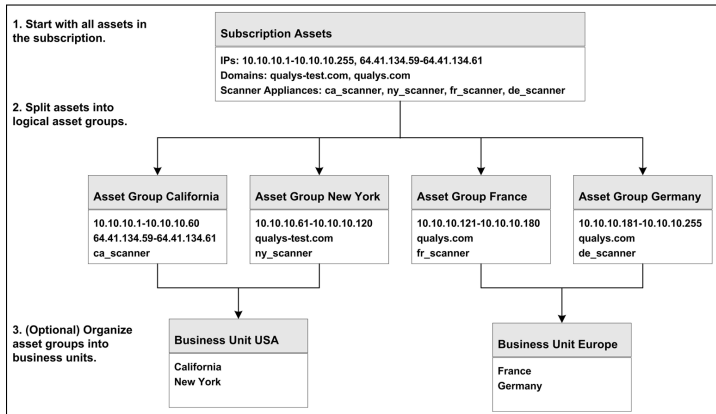 1. Start with all assets in
the subscription.
Subscription Assets
IPs: 10.10.10.1-10.10.10.255, 64.41.134.59-64.41.134.61
Domains: qualys-test.com, qualys.com
Scanner Appliances: ca_scanner, ny_scanner, fr_scanner, de_scanner
2. Split assets into
logical asset groups.
Asset Group California
10.10.10.1-10.10.10.60
64.41.134.59-64.41.134.61
ca_scanner
Asset Group New York
10.10.10.61-10.10.10.120
qualys-test.com
ny_scanner
Asset Group France
10.10.10.121-10.10.10.180
qualys.com
fr_scanner
Asset Group Germany
10.10.10.181-10.10.10.255
qualys.com
de_scanner
3. (Optional) Organize
asset groups into
business units.
Business Unit USA
California
New York
Business Unit Europe
France
Germany